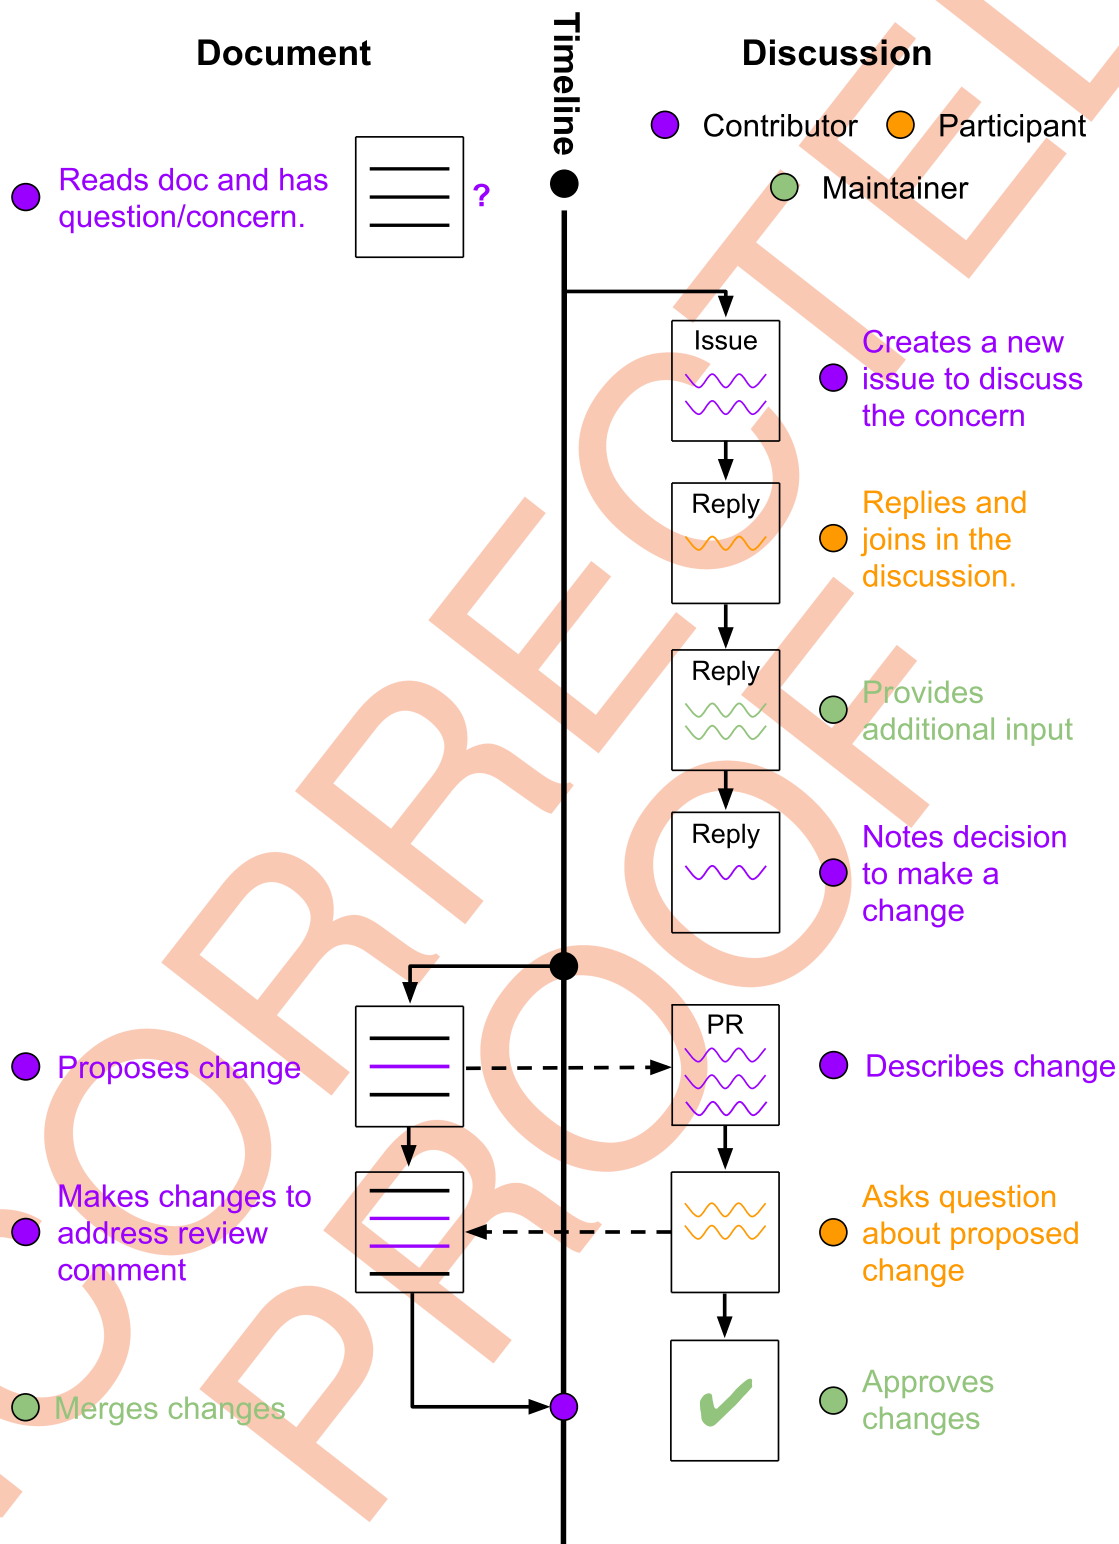 Document
Timeline
Discussion
Contributor
Participant
Maintainer
Reads doc and has
question/concern.
?
Issue
Creates a new
issue to discuss
the concern
Reply
Replies and
joins in the
discussion.
Reply
Provides
additional input
Reply
Notes decision
to make a
change
Proposes change
PR
Describes change
Makes changes to
address review
comment
Asks question
about proposed
change
Merges changes
Approves
changes
CORRECTE
PROOF